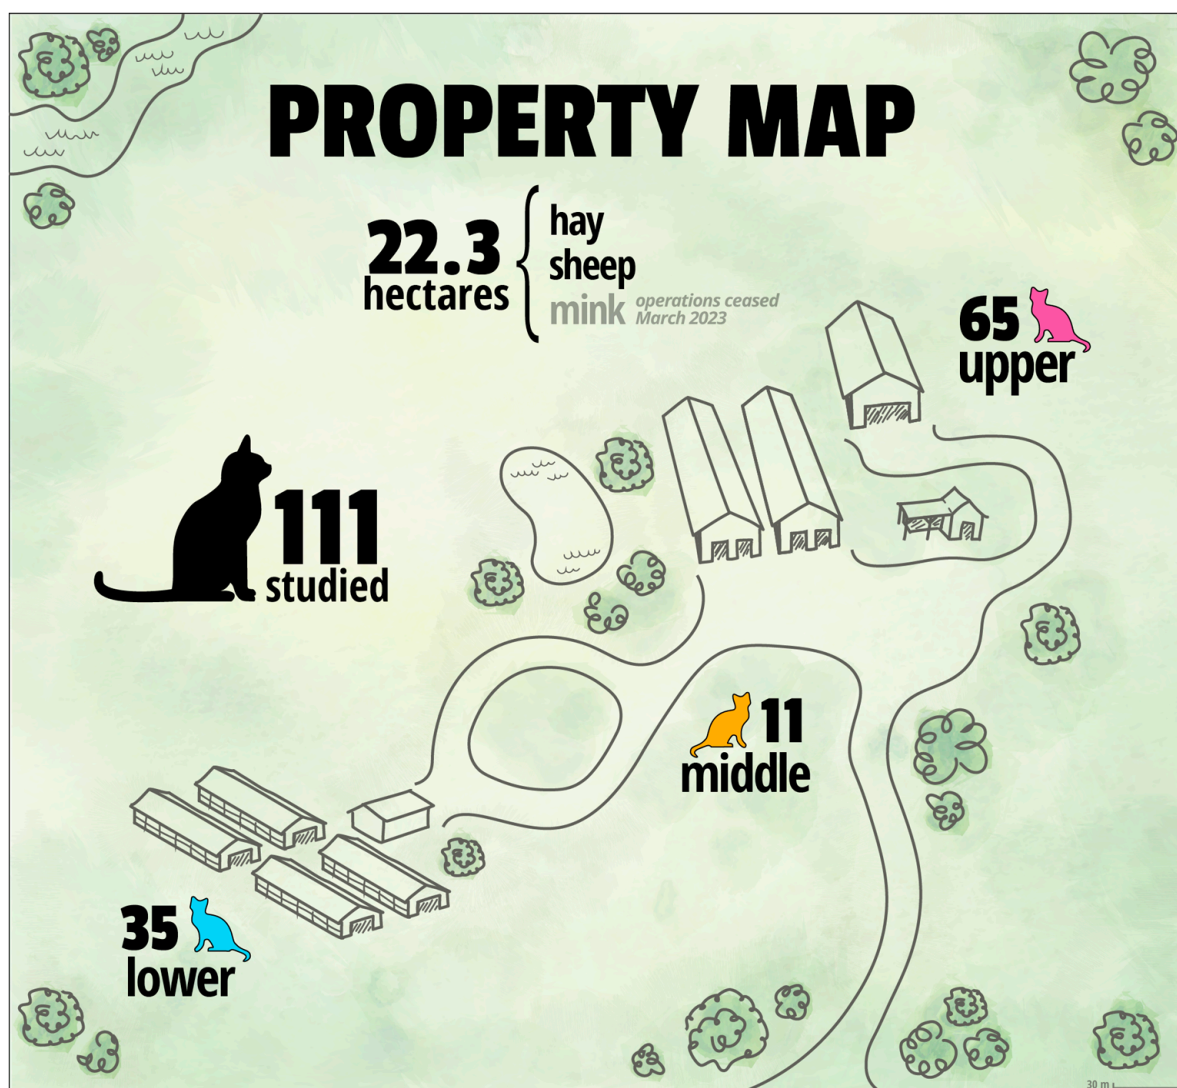 PROPERTY MAP
22.3
hectares
hay
sheep
mink
operations ceased
March 2023
65
upper
111
studied
11
middle
35
lower
30 m